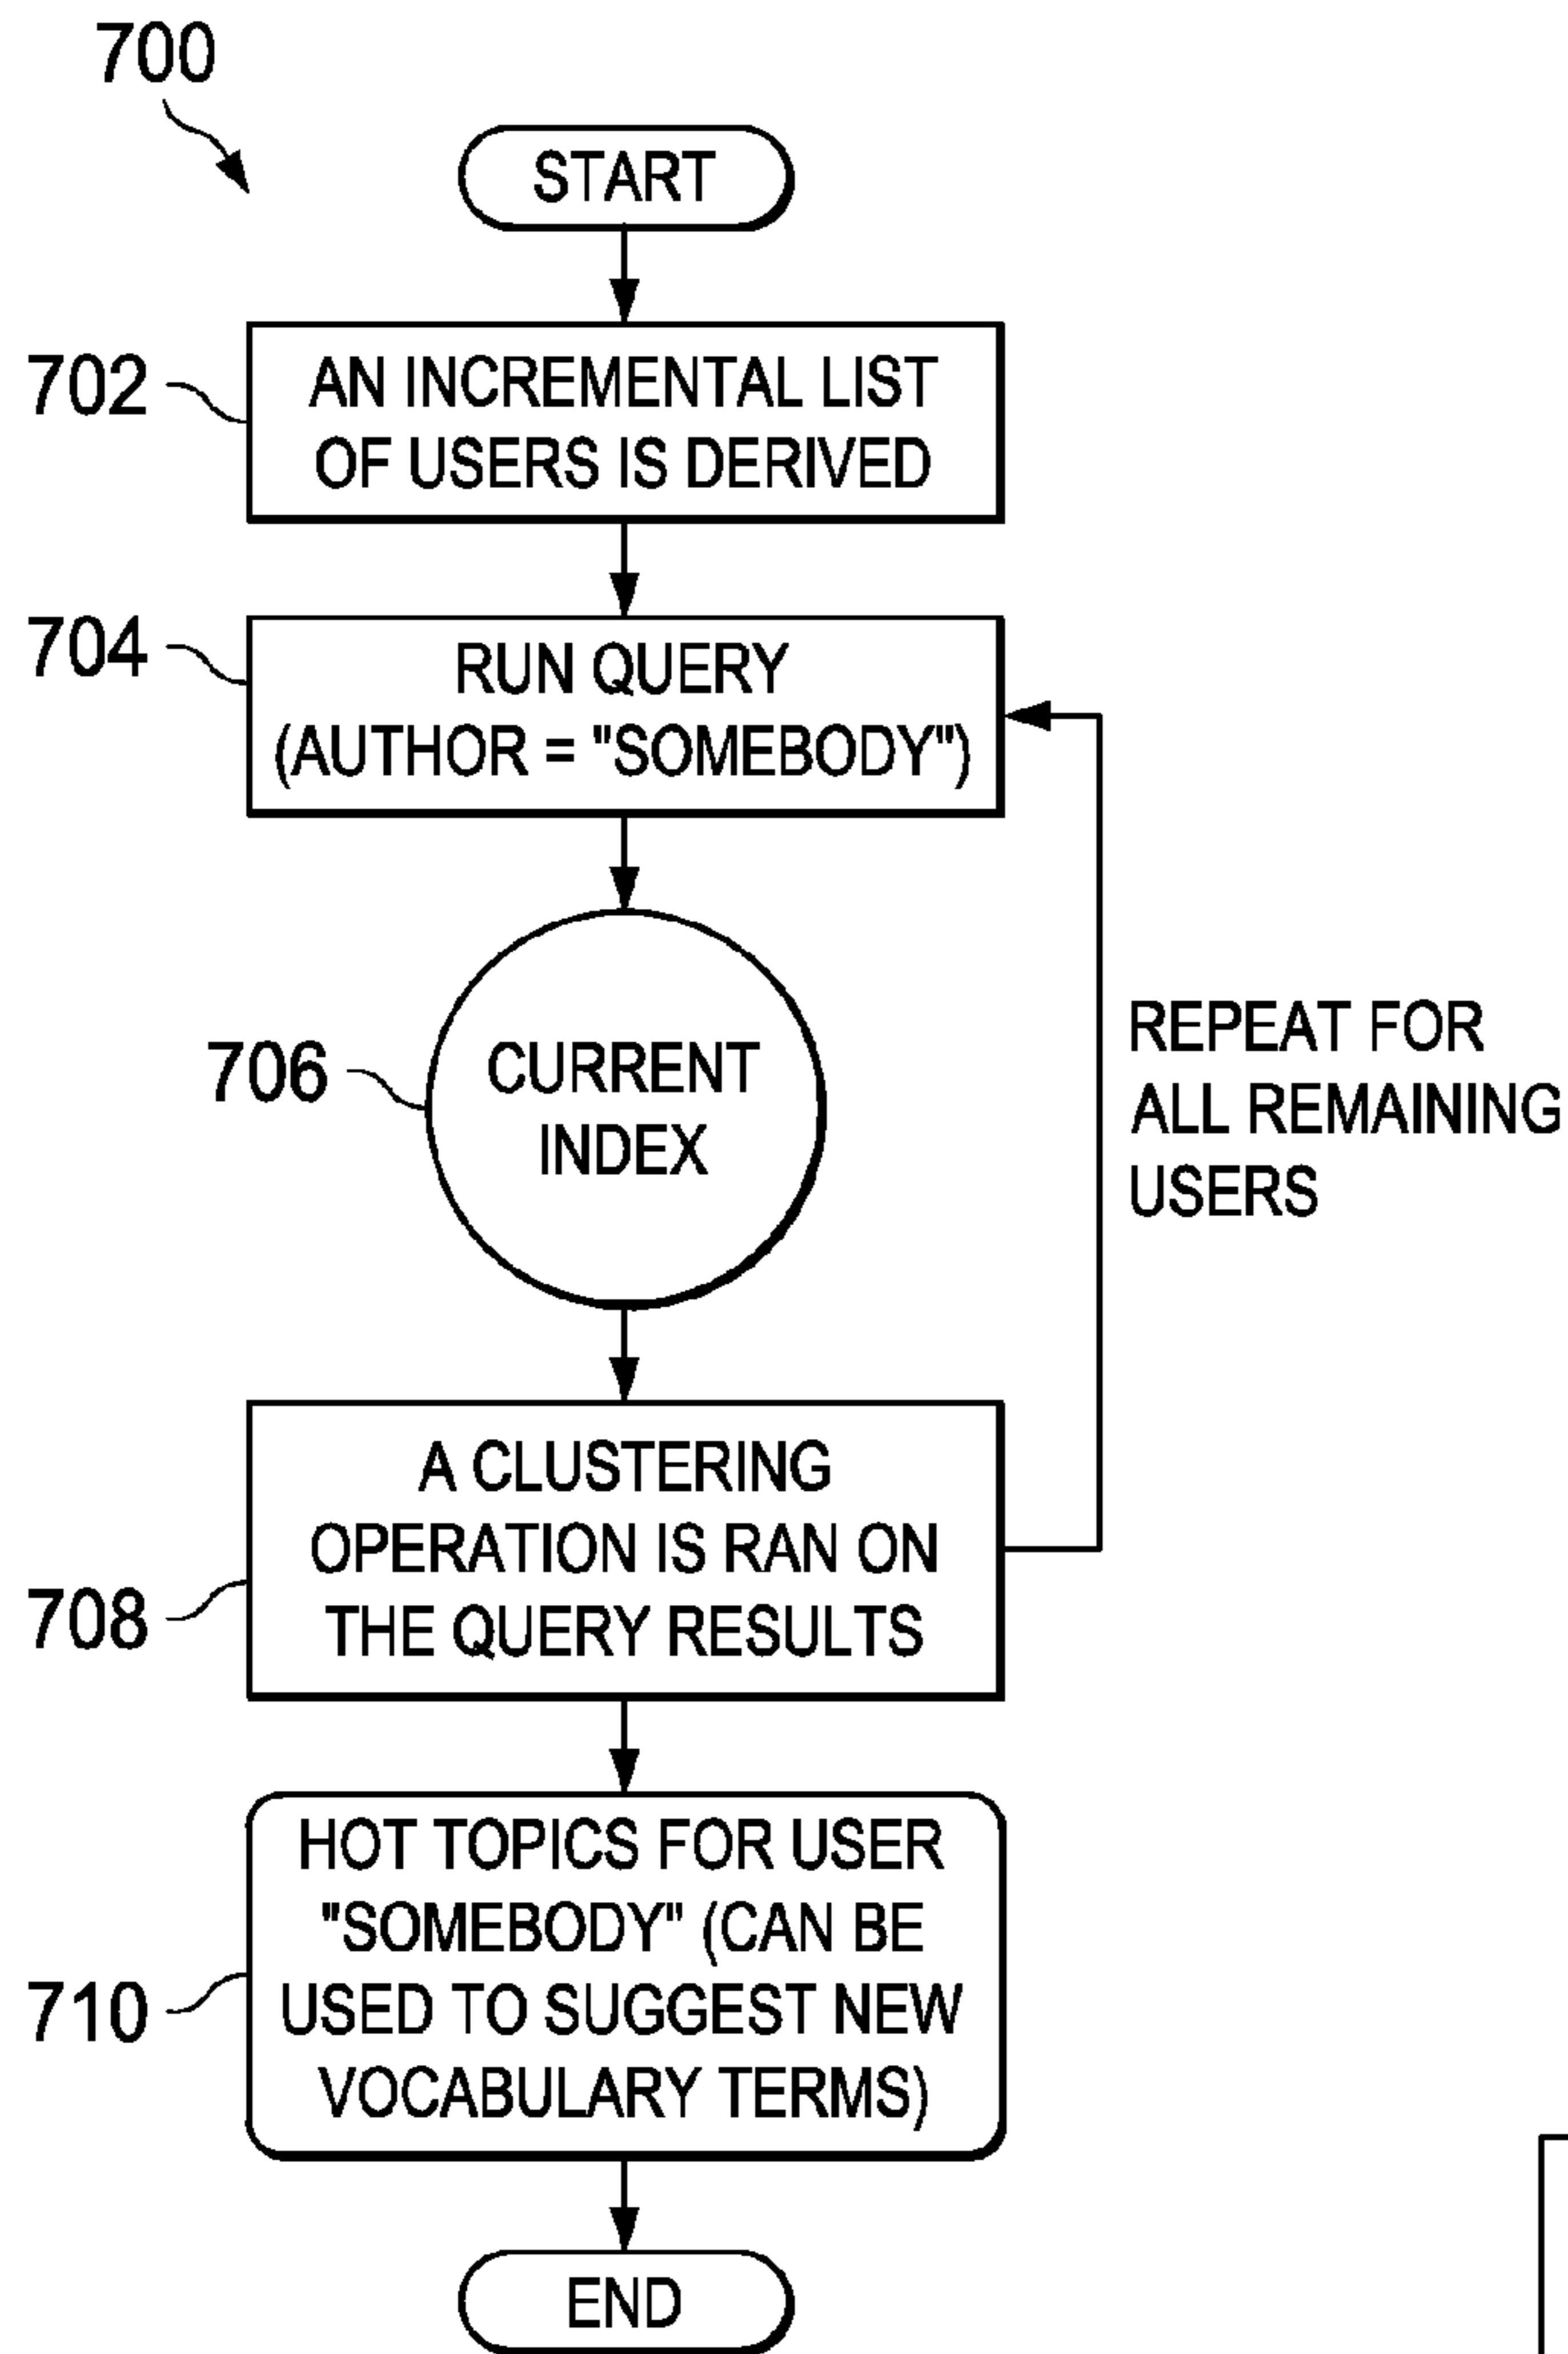 700
START
702
AN INCREMENTAL LIST
OF USERS IS DERIVED
704
RUN QUERY
(AUTHOR = "SOMEBODY")
706
CURRENT
INDEX
REPEAT FOR
ALL REMAINING
USERS
708
A CLUSTERING
OPERATION IS RAN ON
THE QUERY RESULTS
710
HOT TOPICS FOR USER
"SOMEBODY" (CAN BE
USED TO SUGGEST NEW
VOCABULARY TERMS)
END